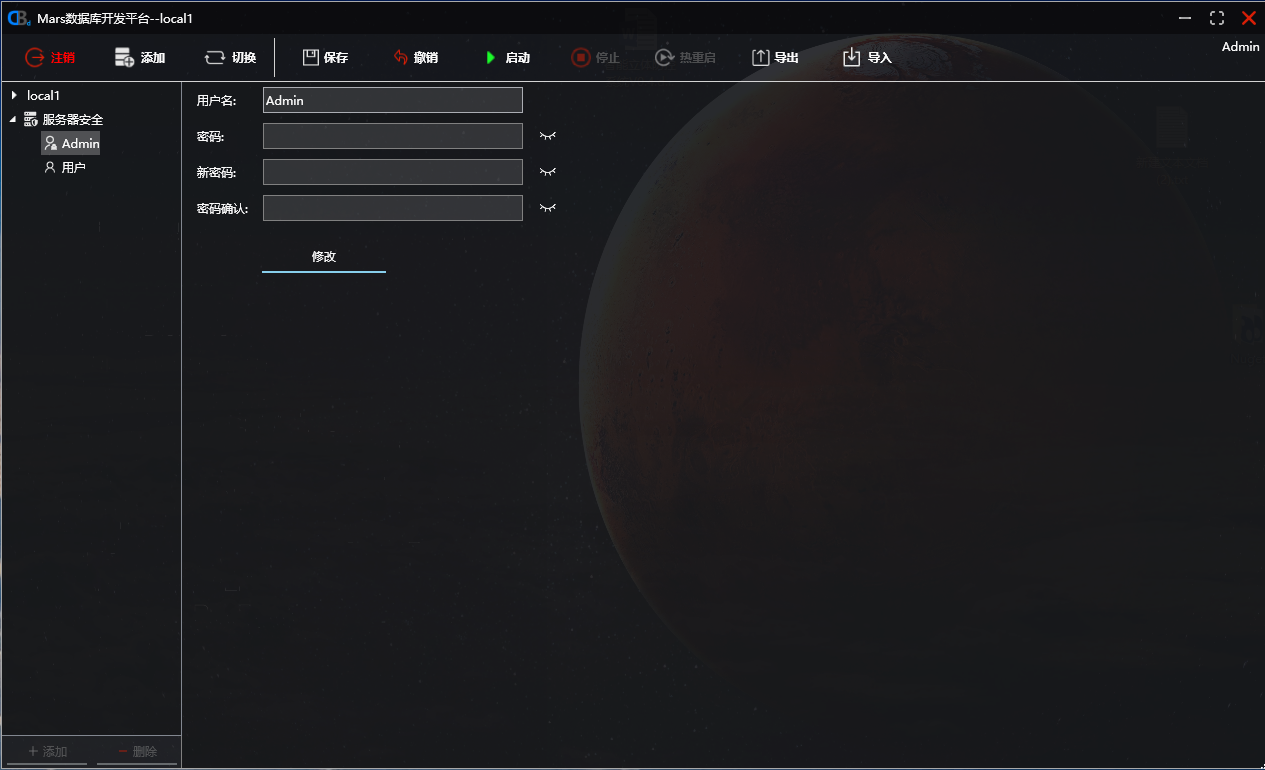 Mars数据库开发平台--local1
注销 添加 切换 保存 撤销 启动 停止 热重启 导出 导入
Admin
local1
服务器安全
Admin
用户
用户名: Admin
密码:
新密码:
密码确认:
修改
+ 添加 - 删除